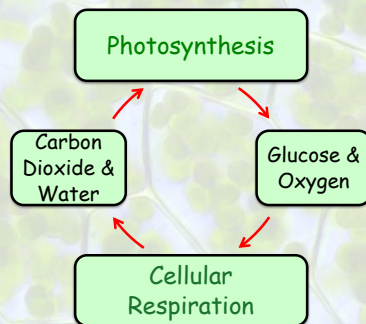 Photosynthesis
Carbon
Dioxide &
Water
Glucose &
Oxygen
Cellular
Respiration